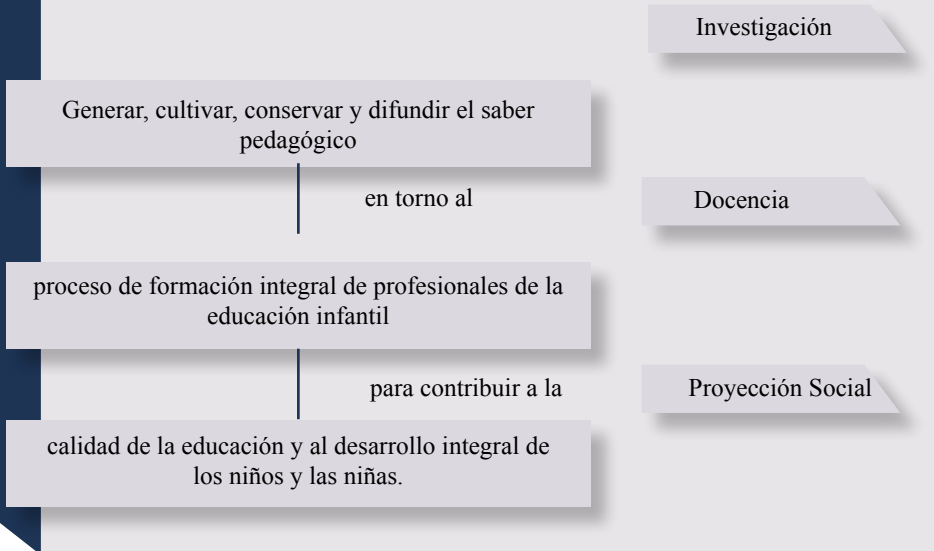 Investigación
Generar, cultivar, conservar y difundir el saber
pedagógico
en torno al
Docencia
proceso de formación integral de profesionales de la
educación infantil
para contribuir a la
Proyección Social
calidad de la educación y al desarrollo integral de
los niños y las niñas.